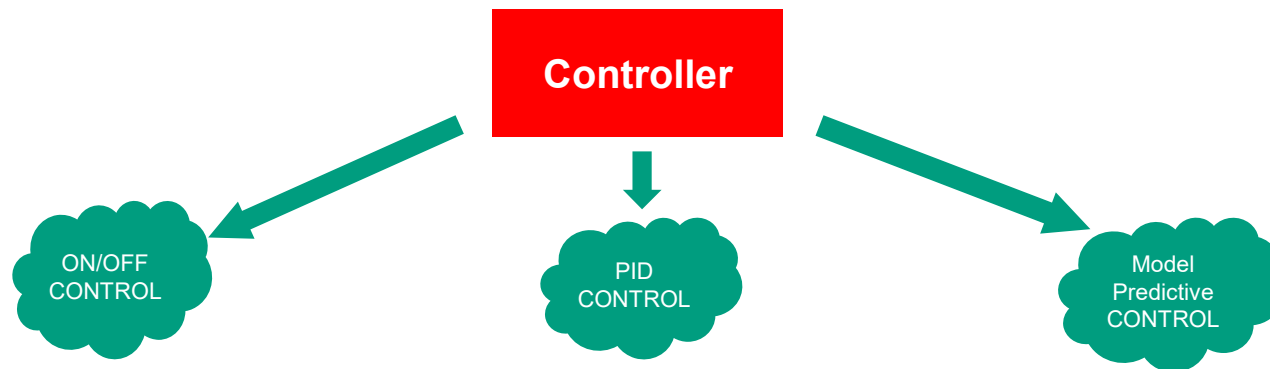 Controller
ON/OFF
CONTROL
PID
CONTROL
Model
Predictive
CONTROL